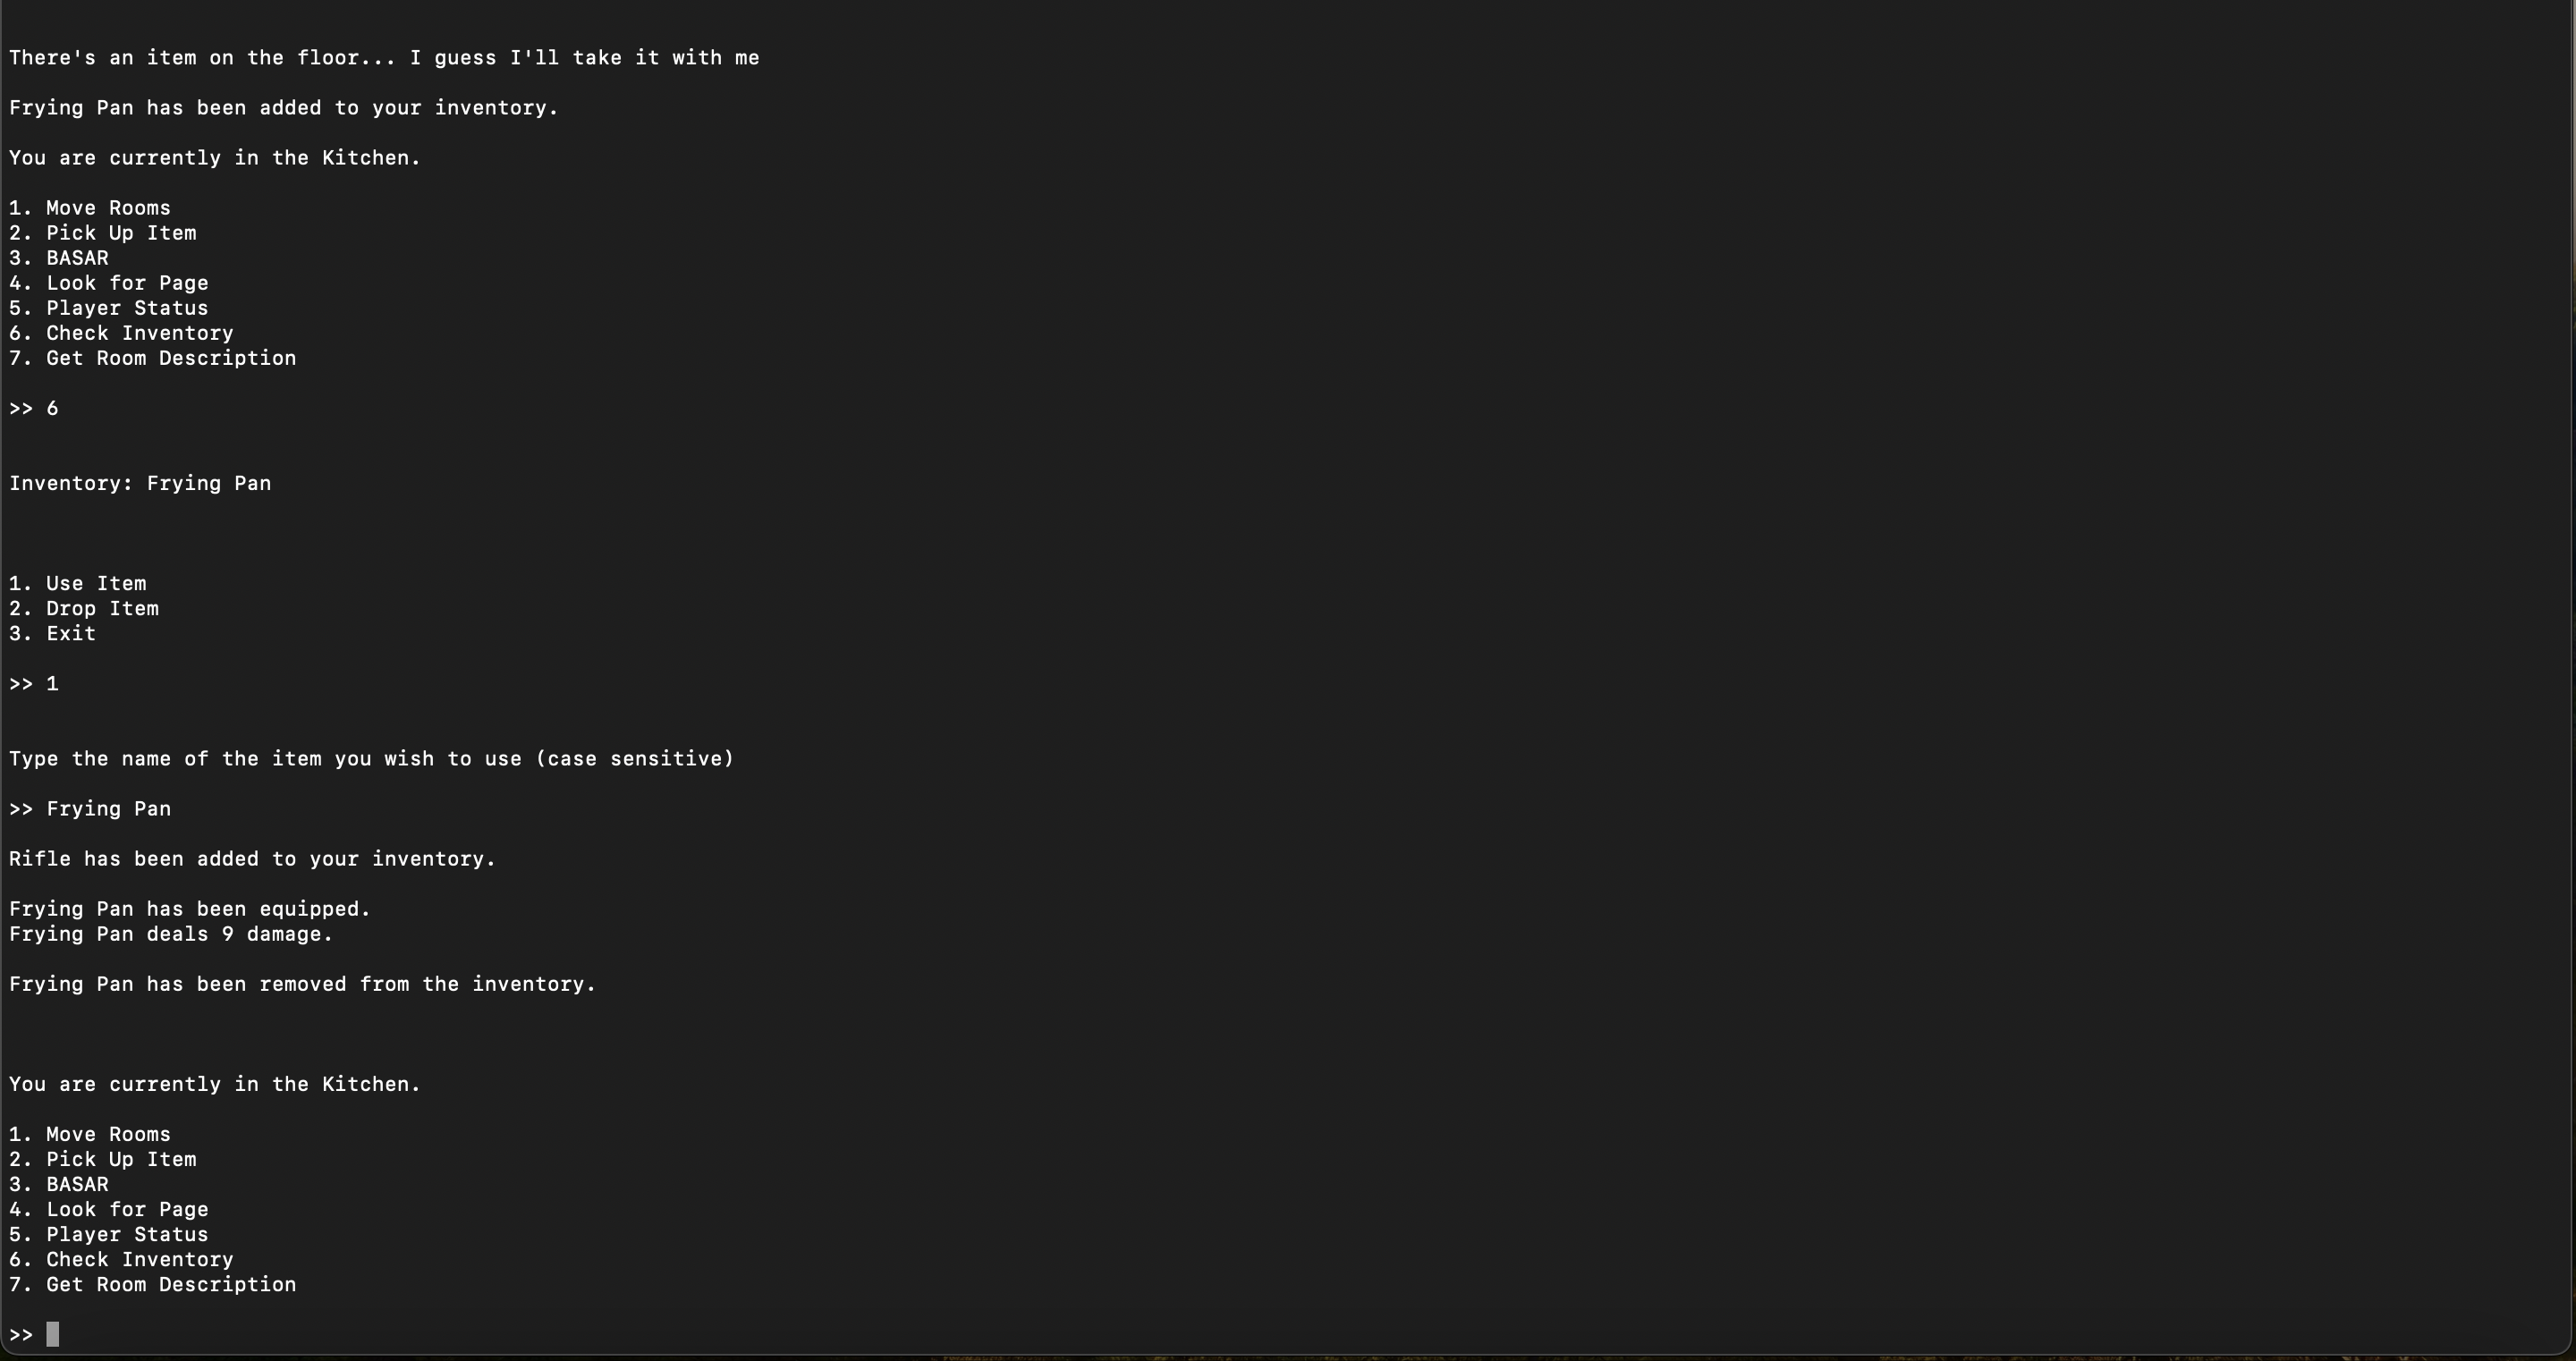 There's an item on the floor... I guess I'll take it with me
Frying Pan has been added to your inventory.
You are currently in the Kitchen.
1. Move Rooms
2. Pick Up Item
3. BASAR
4. Look for Page
5. Player Status
6. Check Inventory
7. Get Room Description
>> 6
Inventory: Frying Pan
1. Use Item
2. Drop Item
3. Exit
>> 1
Type the name of the item you wish to use (case sensitive)
>> Frying Pan
Rifle has been added to your inventory.
Frying Pan has been equipped.
Frying Pan deals 9 damage.
Frying Pan has been removed from the inventory.
You are currently in the Kitchen.
1. Move Rooms
2. Pick Up Item
3. BASAR
4. Look for Page
5. Player Status
6. Check Inventory
7. Get Room Description
>>